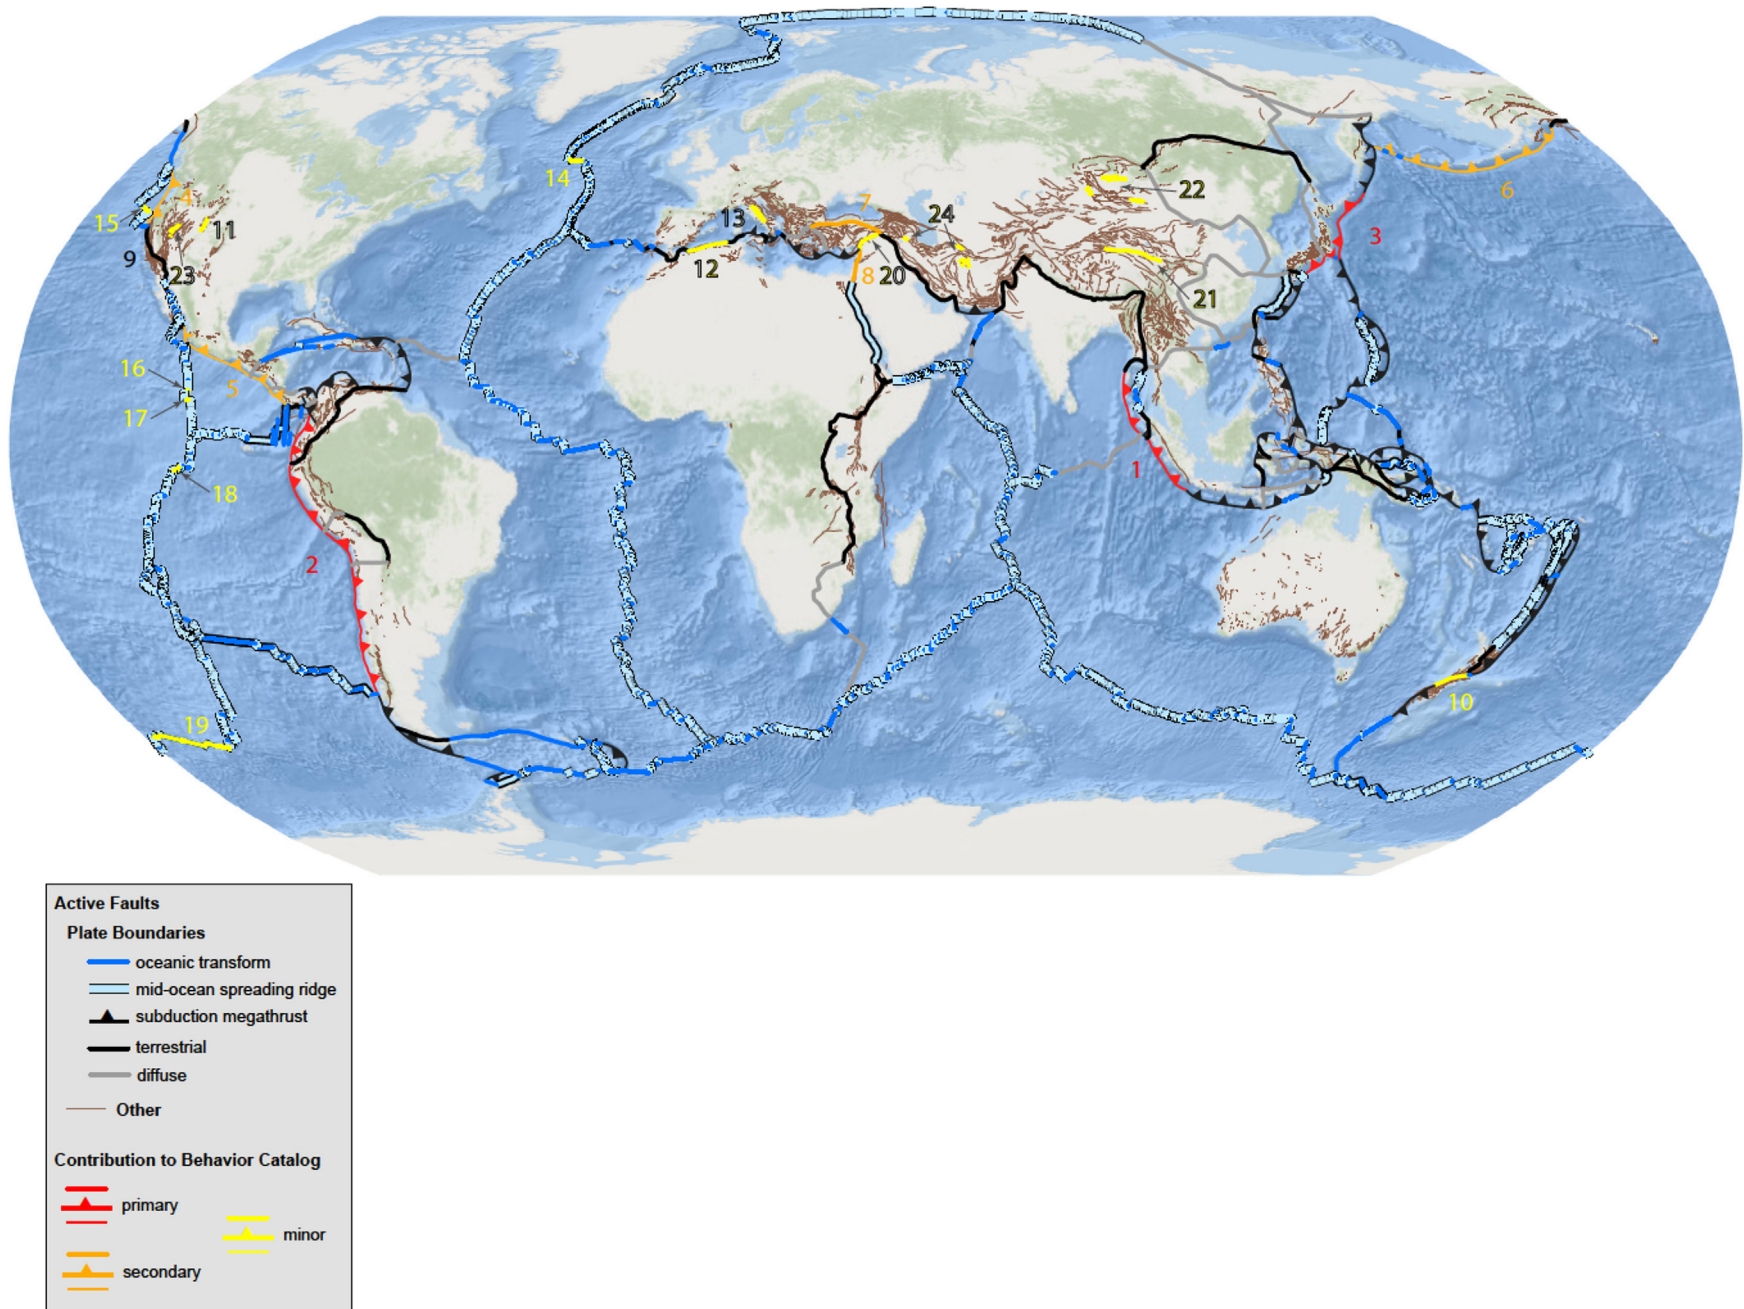 14
7
24
22
4
6
15
11
13
3
9
12
8
20
23
21
16
5
17
1
18
2
10
19
Active Faults
Plate Boundaries
oceanic transform
mid-ocean spreading ridge
subduction megathrust
terrestrial
diffuse
Other
Contribution to Behavior Catalog
primary
minor
secondary